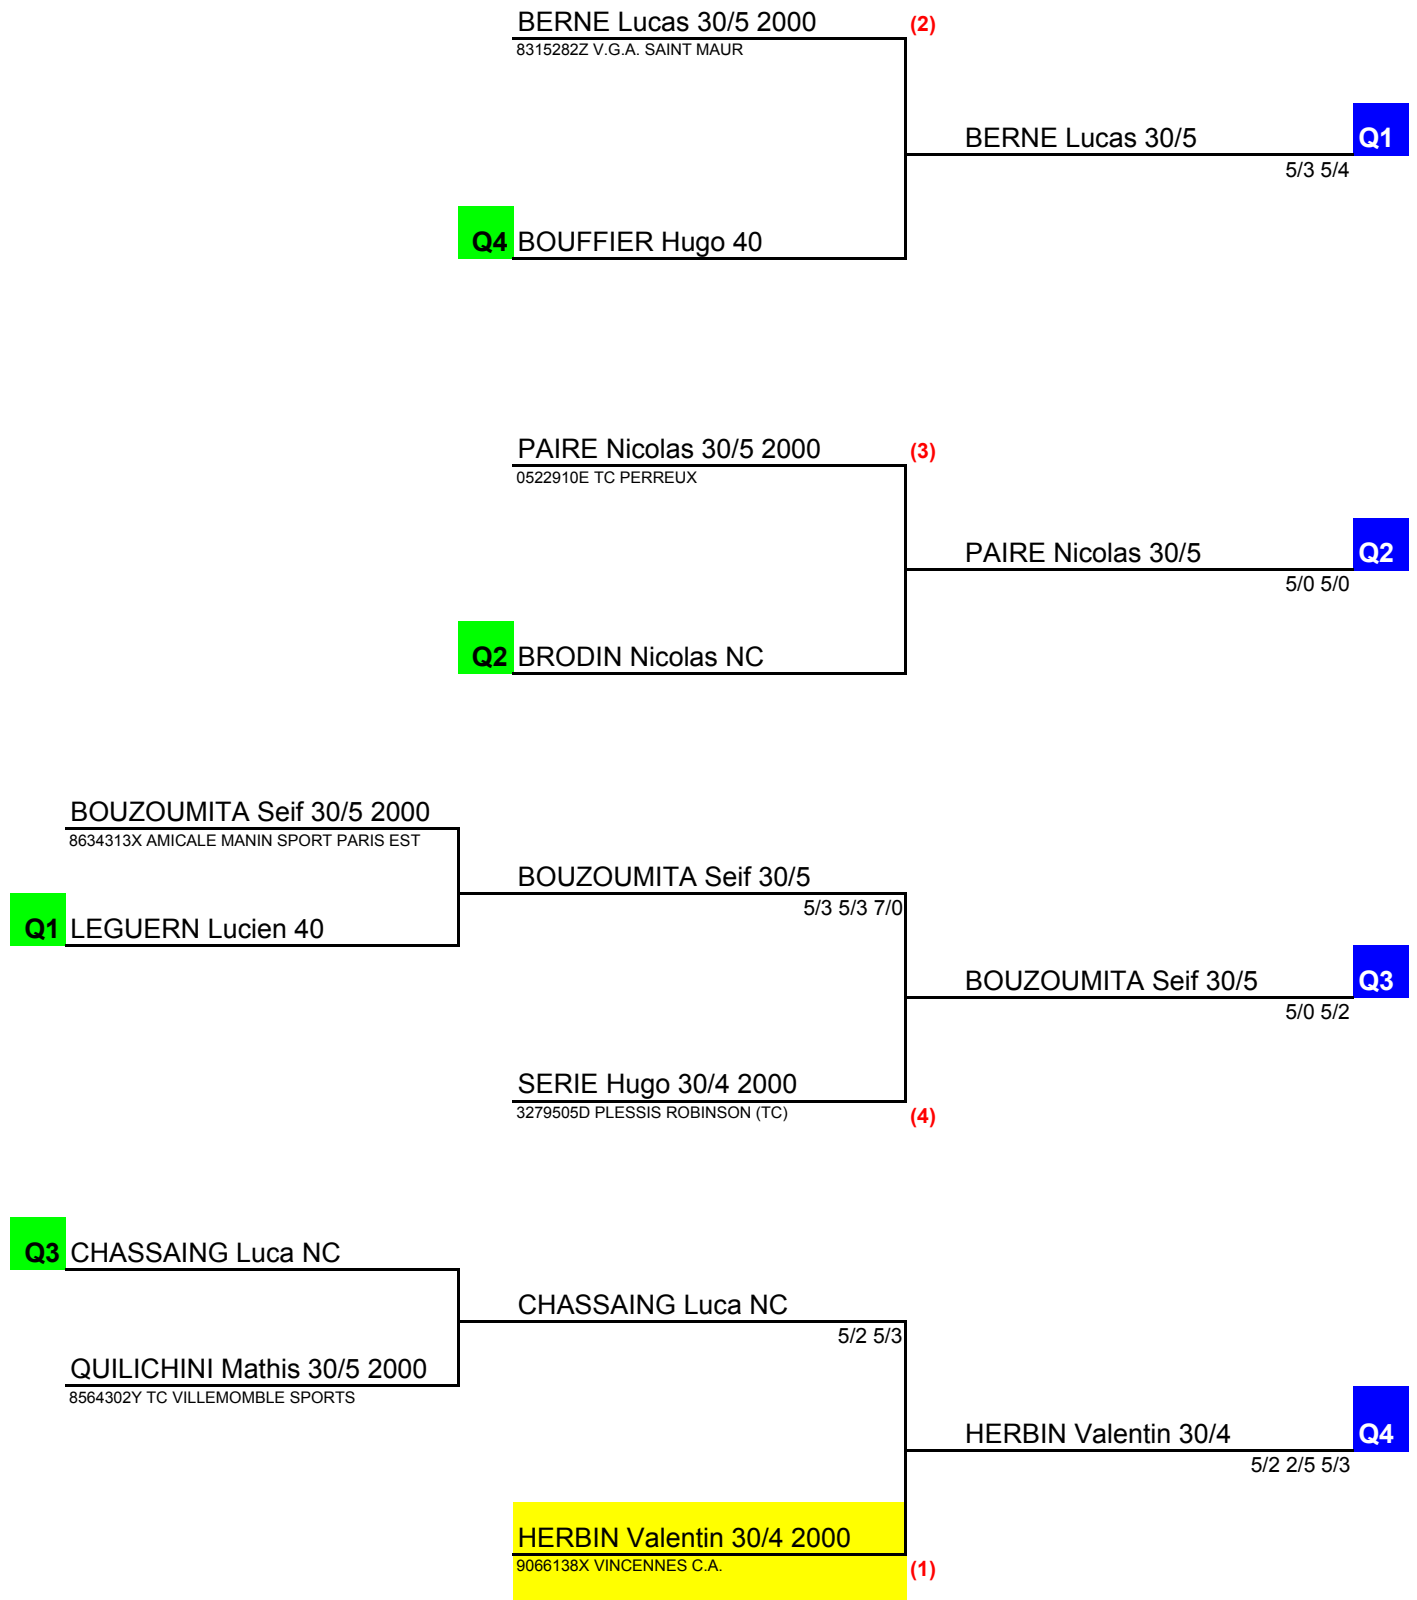 BERNE Lucas 30/5 2000 (2)
8315282Z V.G.A. SAINT MAUR
BERNE Lucas 30/5 Q1
5/3 5/4
Q4 BOUFFIER Hugo 40
PAIRE Nicolas 30/5 2000 (3)
0522910E TC PERREUX
PAIRE Nicolas 30/5 Q2
5/0 5/0
Q2 BRODIN Nicolas NC
BOUZOUMITA Seif 30/5 2000
8634313X AMICALE MANIN SPORT PARIS EST
BOUZOUMITA Seif 30/5
5/3 5/3 7/0
Q1 LEGUERN Lucien 40
BOUZOUMITA Seif 30/5 Q3
5/0 5/2
SERIE Hugo 30/4 2000
3279505D PLESSIS ROBINSON (TC) (4)
Q3 CHASSAING Luca NC
CHASSAING Luca NC
5/2 5/3
QUILICHINI Mathis 30/5 2000
8564302Y TC VILLEMOMBLE SPORTS
HERBIN Valentin 30/4 Q4
5/2 2/5 5/3
HERBIN Valentin 30/4 2000
9066138X VINCENNES C.A. (1)